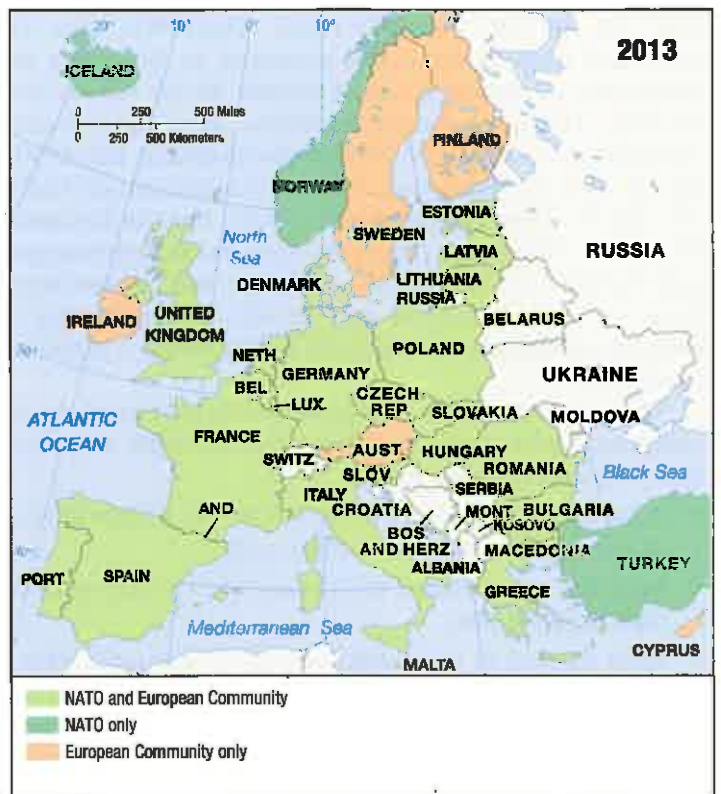 20°
10°
0°
10°
2013
ICELAND
0 250 500 Miles
0 250 500 Kilometers
FINLAND
NORWAY
ESTONIA
North
Sea
SWEDEN
LATVIA
RUSSIA
DENMARK
LITHUANIA
RUSSIA
IRELAND
UNITED
KINGDOM
BELARUS
NETH
POLAND
BEL
GERMANY
UKRAINE
LUX
CZECH
REP
SLOVAKIA
MOLDOVA
ATLANTIC
OCEAN
FRANCE
SWITZ
AUST
HUNGARY
ROMANIA
Black Sea
SLOV
ITALY
SERBIA
AND
CROATIA
MONT
BULGARIA
KOSOVO
BOS
AND HERZ
MACEDONIA
TURKEY
ALBANIA
PORT
SPAIN
GREECE
Mediterranean Sea
CYPRUS
MALTA
NATO and European Community
NATO only
European Community only